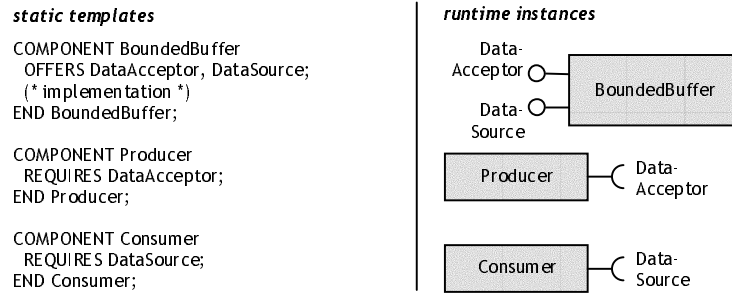 static templates
COMPONENT BoundedBuffer
OFFERS DataAcceptor, DataSource;
(* implementation *)
END BoundedBuffer;
COMPONENT Producer
REQUIRES DataAcceptor;
END Producer;
COMPONENT Consumer
REQUIRES DataSource;
END Consumer;
runtime instances
Data-
Acceptor
BoundedBuffer
Data-
Source
Producer
Data-
Acceptor
Consumer
Data-
Source